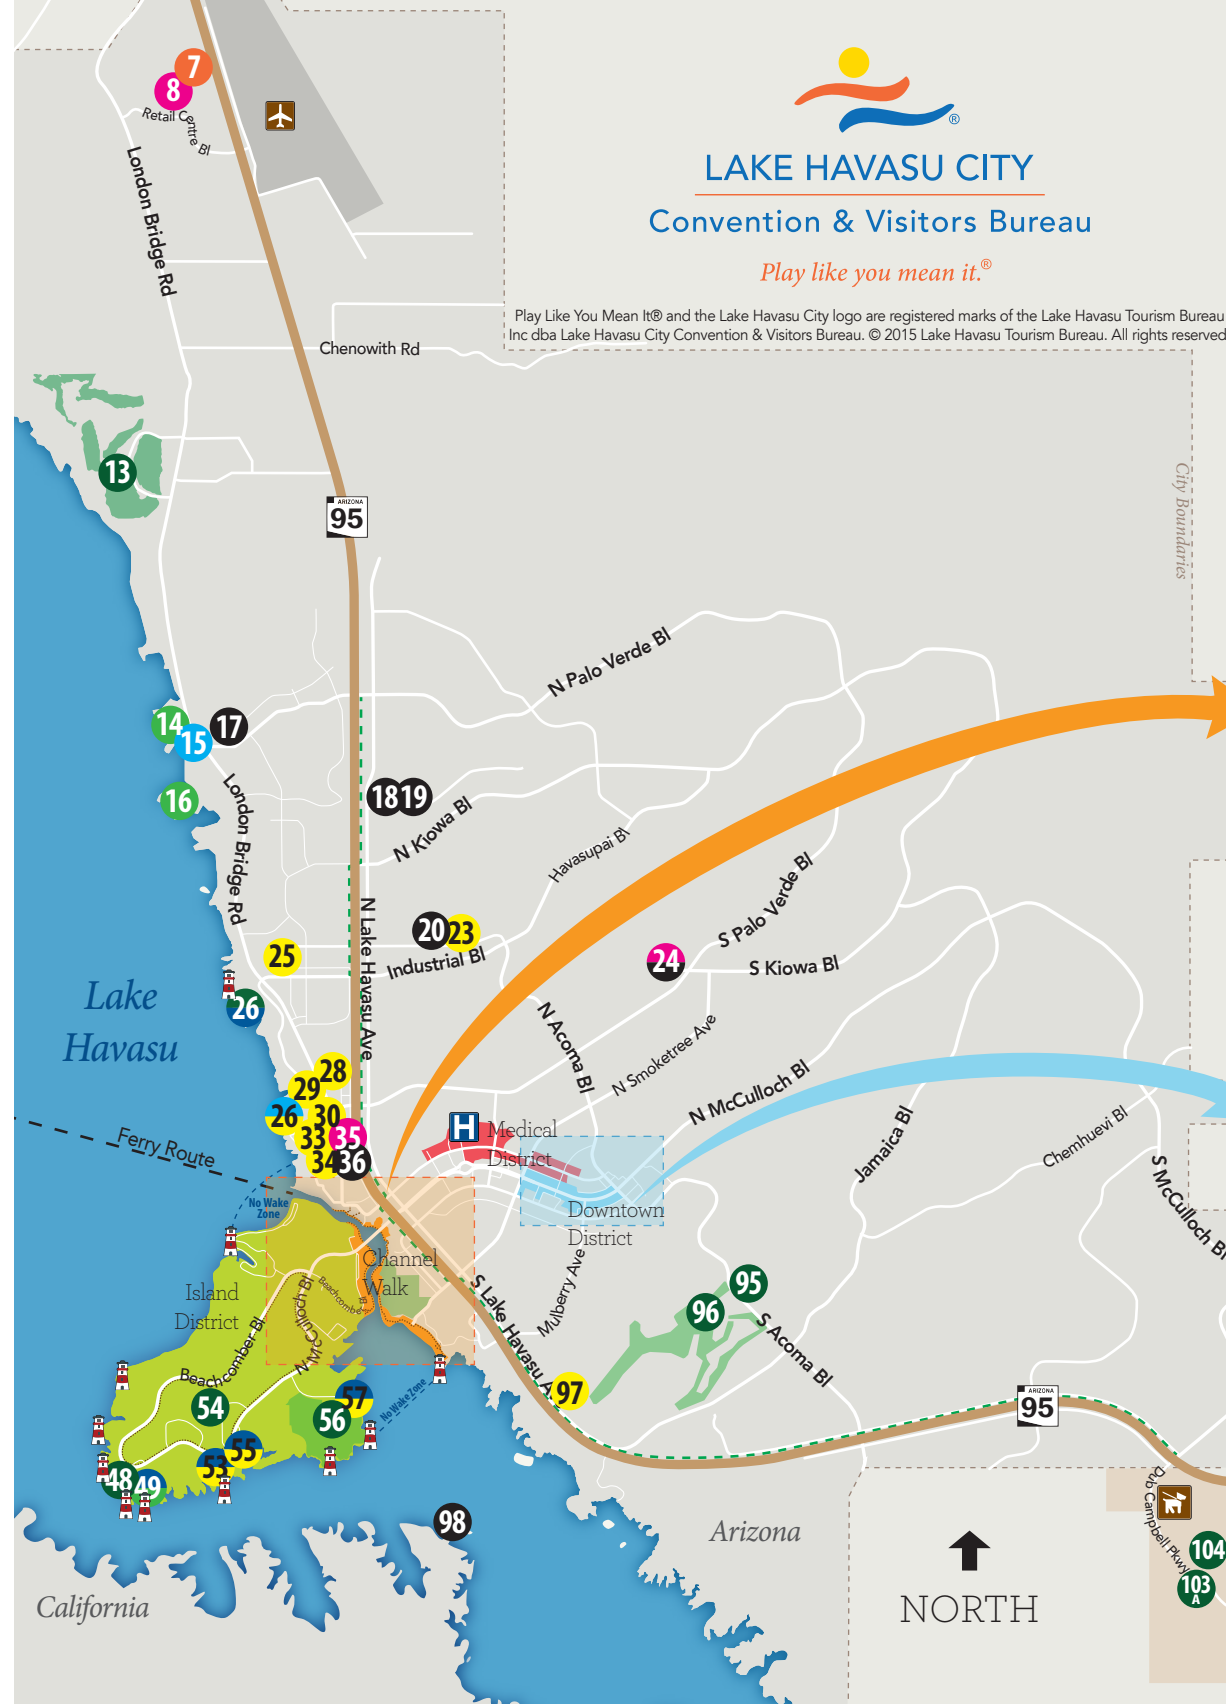 7
8
Retail Centre Bl
London Bridge Rd
®
LAKE HAVASU CITY
Convention & Visitors Bureau
Play like you mean it.®
Play Like You Mean It® and the Lake Havasu City logo are registered marks of the Lake Havasu Tourism Bureau
Inc dba Lake Havasu City Convention & Visitors Bureau. © 2015 Lake Havasu Tourism Bureau. All rights reserved
Chenowith Rd
13
ARIZONA
95
City Boundaries
N Palo Verde Bl
14
15
17
16
18
19
London Bridge Rd
N Kiowa Bl
Havasupai Bl
S Palo Verde Bl
N Lake Havasu Ave
20
23
25
Industrial Bl
24
S Kiowa Bl
Lake
Havasu
26
N Acoma Bl
N Smoketree Ave
28
29
26
30
33
35
34
36
N McCulloch Bl
H
Medical
District
Jamaica Bl
Chemhuevi Bl
Ferry Route
S McCulloch Bl
No Wake
Zone
Downtown
District
Channel
Walk
Island
District
Beachcomber Bl
N McCulloch Bl
Beachcomber Bl
S Lake Havasu A
Mulberry Ave
95
96
S Acoma Bl
97
54
57
56
No Wake Zone
ARIZONA
95
55
53
48
49
98
Arizona
California
NORTH
Dub Campbell Pkwy
104
103
A